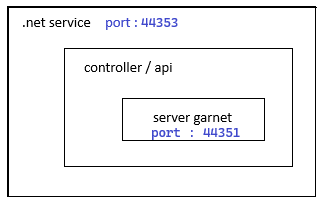 .net service port : 44353
controller / api
server garnet
port : 44351